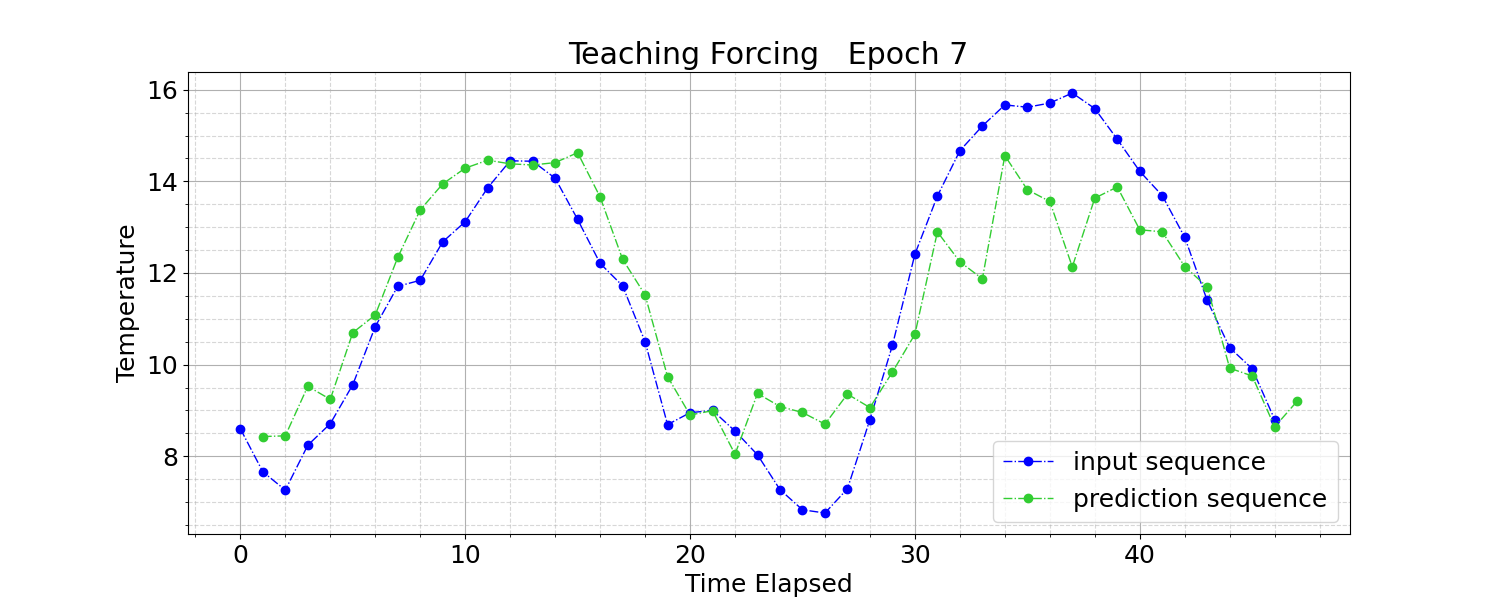 Teaching Forcing   Epoch 7
Temperature
16
14
12
10
8
0 10 20 30 40
Time Elapsed
input sequence
prediction sequence